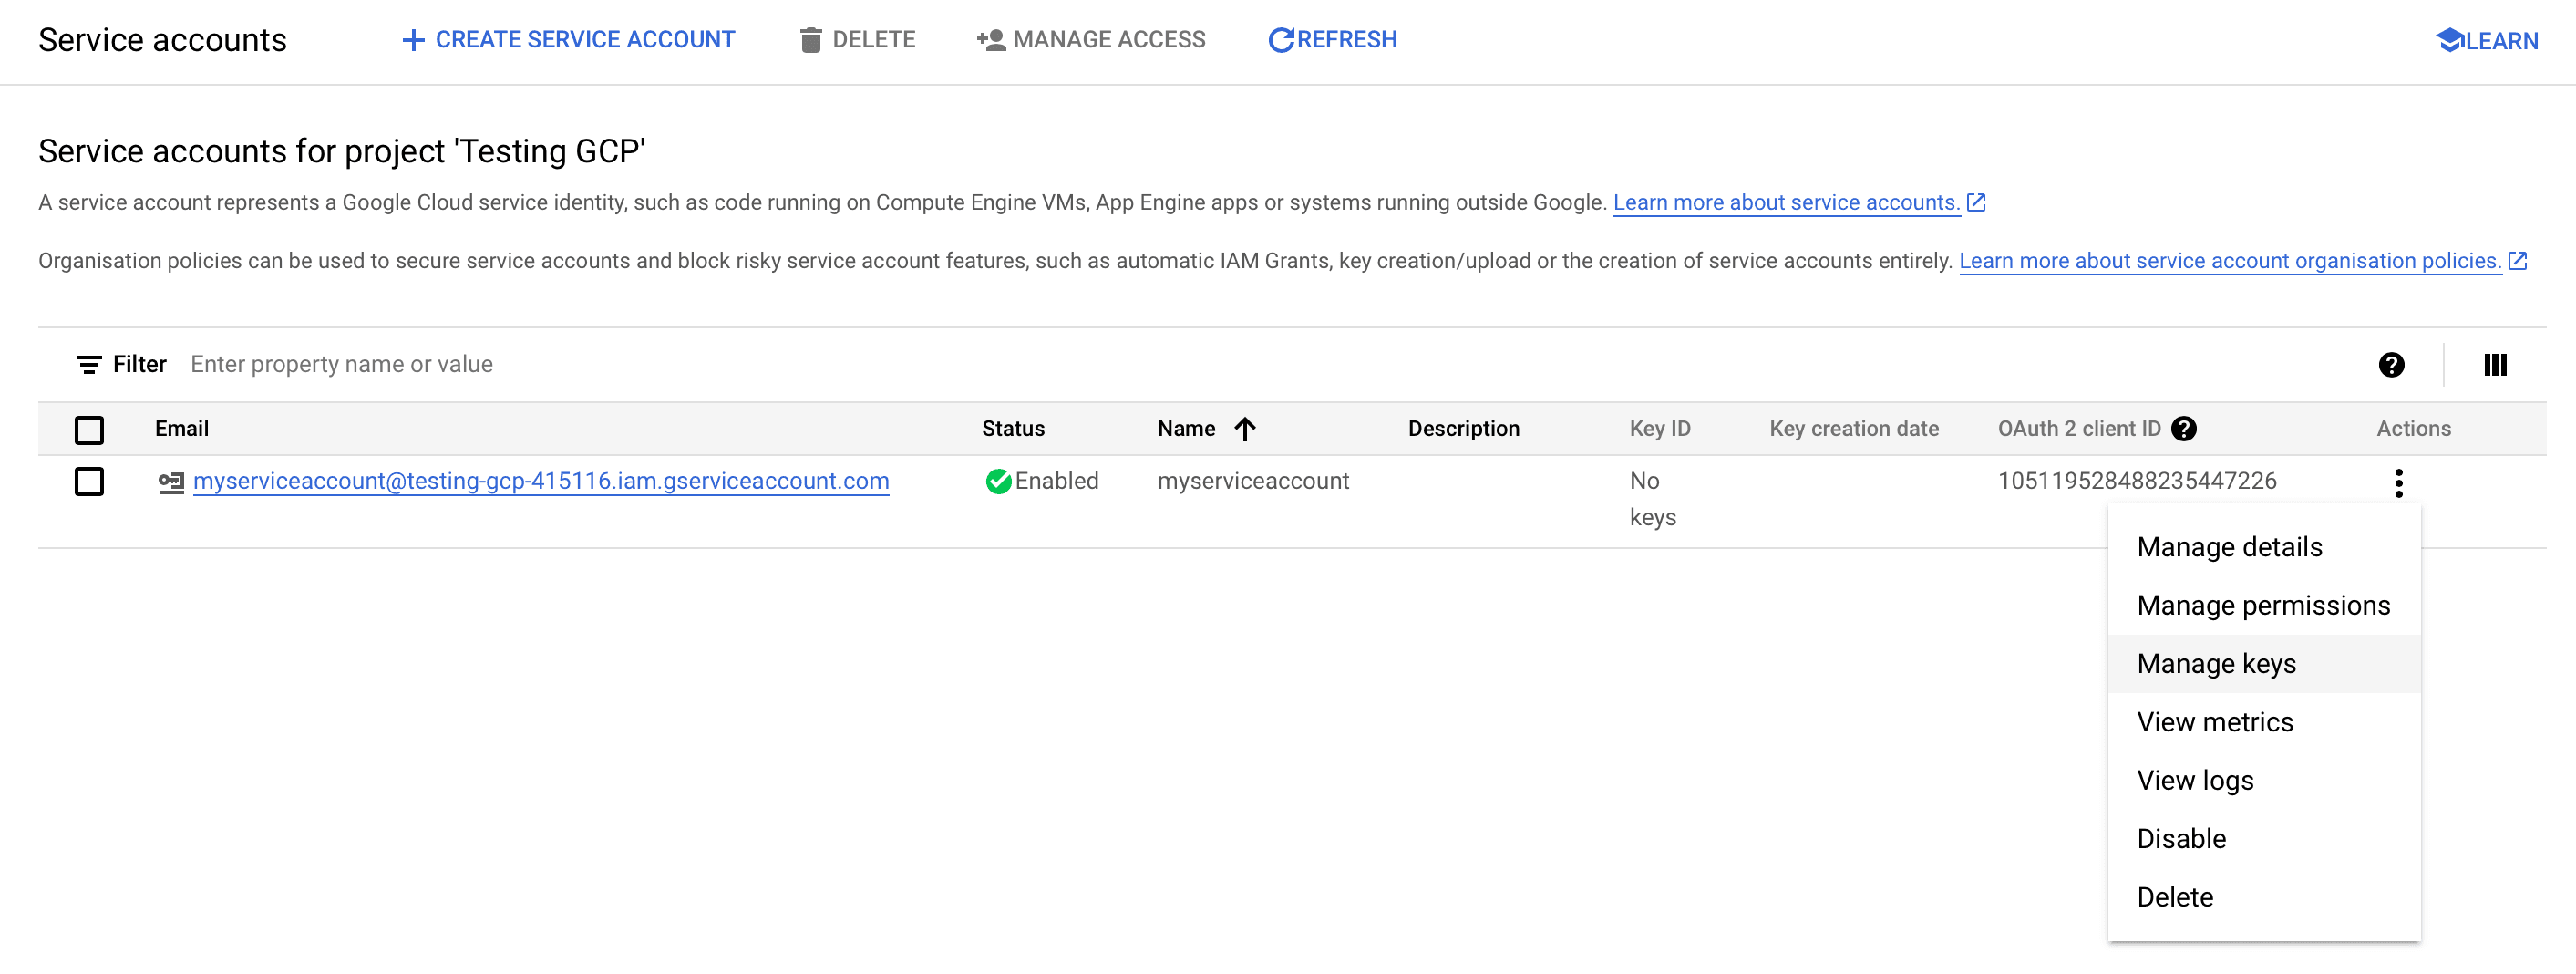 Service accounts
CREATE SERVICE ACCOUNT
DELETE
MANAGE ACCESS
REFRESH
LEARN
Service accounts for project 'Testing GCP'
A service account represents a Google Cloud service identity, such as code running on Compute Engine VMs, App Engine apps or systems running outside Google. Learn more about service accounts.
Organisation policies can be used to secure service accounts and block risky service account features, such as automatic IAM Grants, key creation/upload or the creation of service accounts entirely. Learn more about service account organisation policies.
Filter Enter property name or value
Email Status Name Description Key ID Key creation date OAuth 2 client ID Actions
myserviceaccount@testing-gcp-415116.iam.gserviceaccount.com Enabled myserviceaccount No keys 105119528488235447226
Manage details
Manage permissions
Manage keys
View metrics
View logs
Disable
Delete